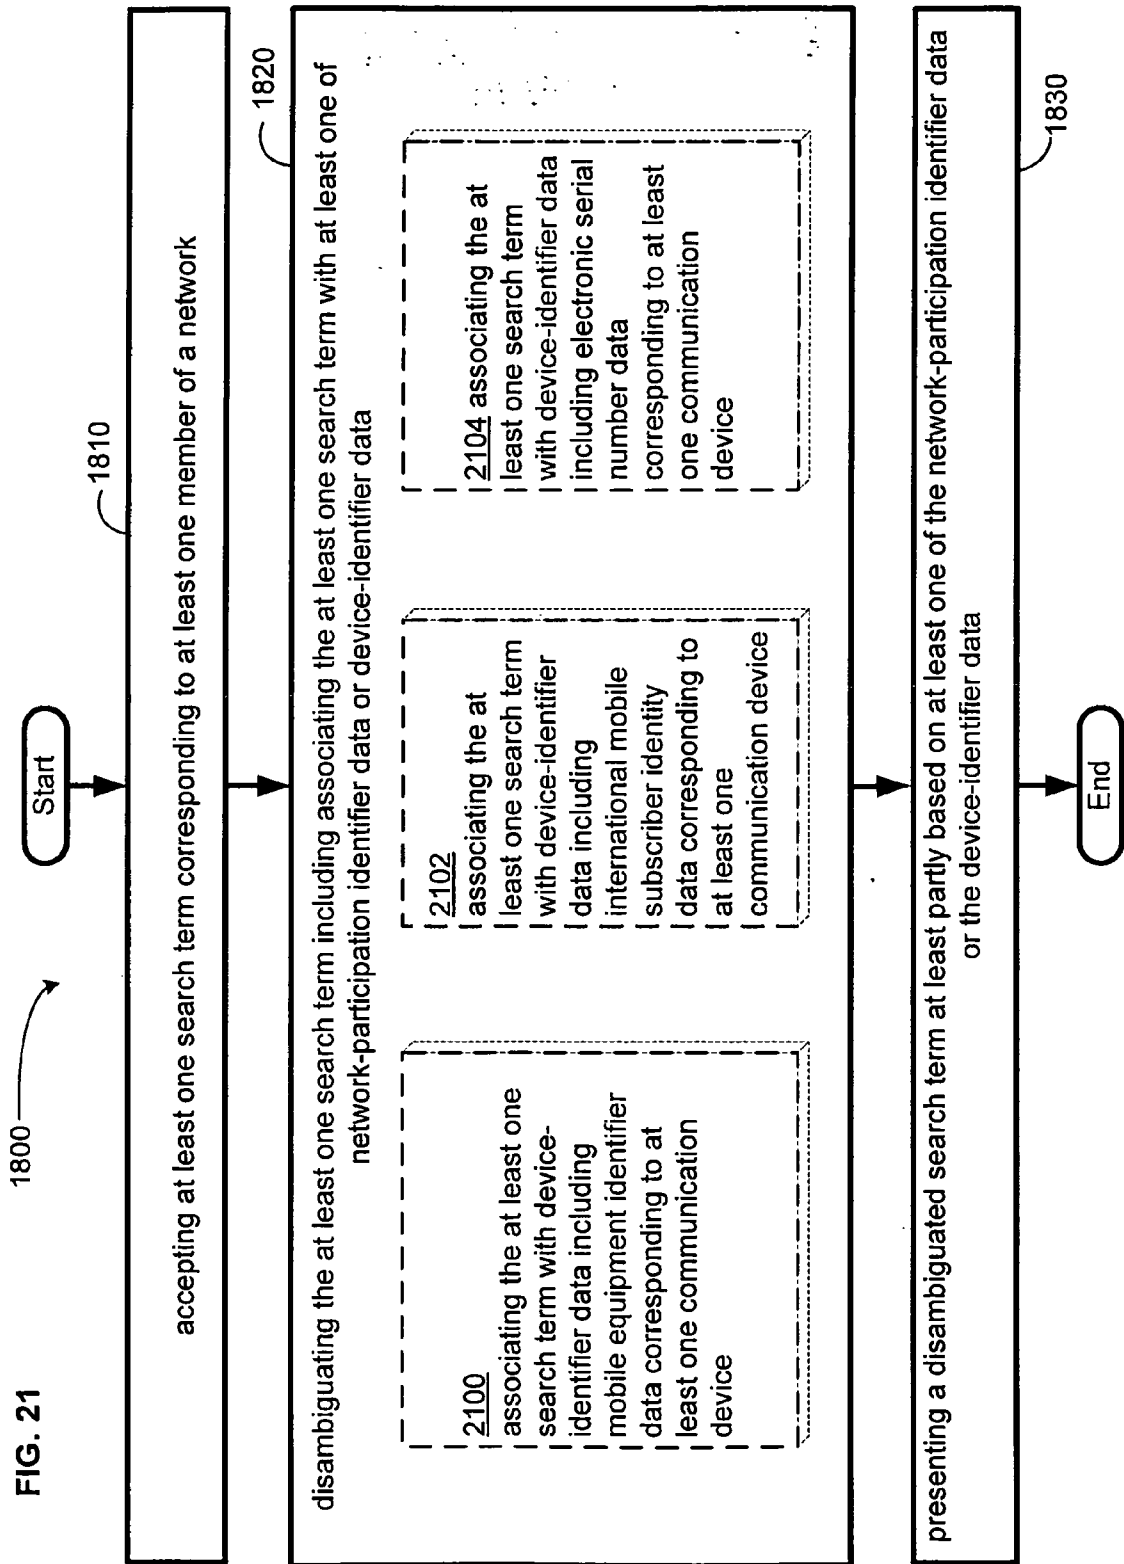 FIG. 21
1800
Start
1810
accepting at least one search term corresponding to at least one member of a network
1820
disambiguating the at least one search term including associating the at least one search term with at least one of
network-participation identifier data or device-identifier data
2100
associating the at least one
search term with device-
identifier data including
mobile equipment identifier
data corresponding to at
least one communication
device
2102
associating the at
least one search term
with device-identifier
data including
international mobile
subscriber identity
data corresponding to
at least one
communication device
2104 associating the at
least one search term
with device-identifier data
including electronic serial
number data
corresponding to at least
one communication
device
presenting a disambiguated search term at least partly based on at least one of the network-participation identifier data
or the device-identifier data
1830
End